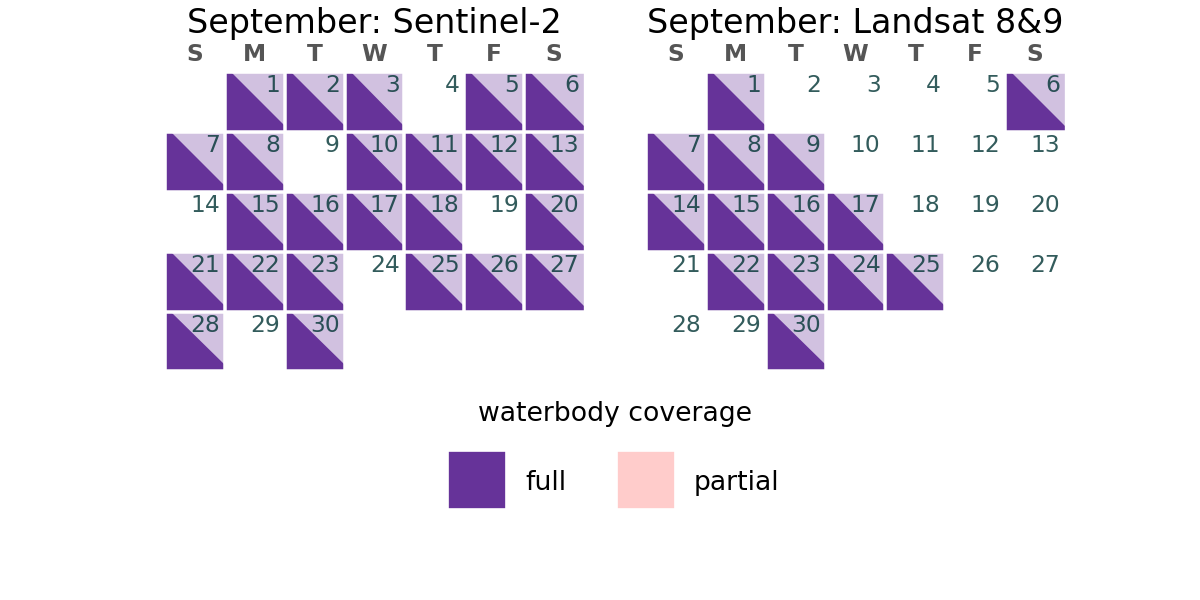 September: Sentinel-2
S M T W T F S
1 2 3 4 5 6
7 8 9 10 11 12 13
14 15 16 17 18 19 20
21 22 23 24 25 26 27
28 29 30
September: Landsat 8&9
S M T W T F S
1 2 3 4 5 6
7 8 9 10 11 12 13
14 15 16 17 18 19 20
21 22 23 24 25 26 27
28 29 30
waterbody coverage
full partial